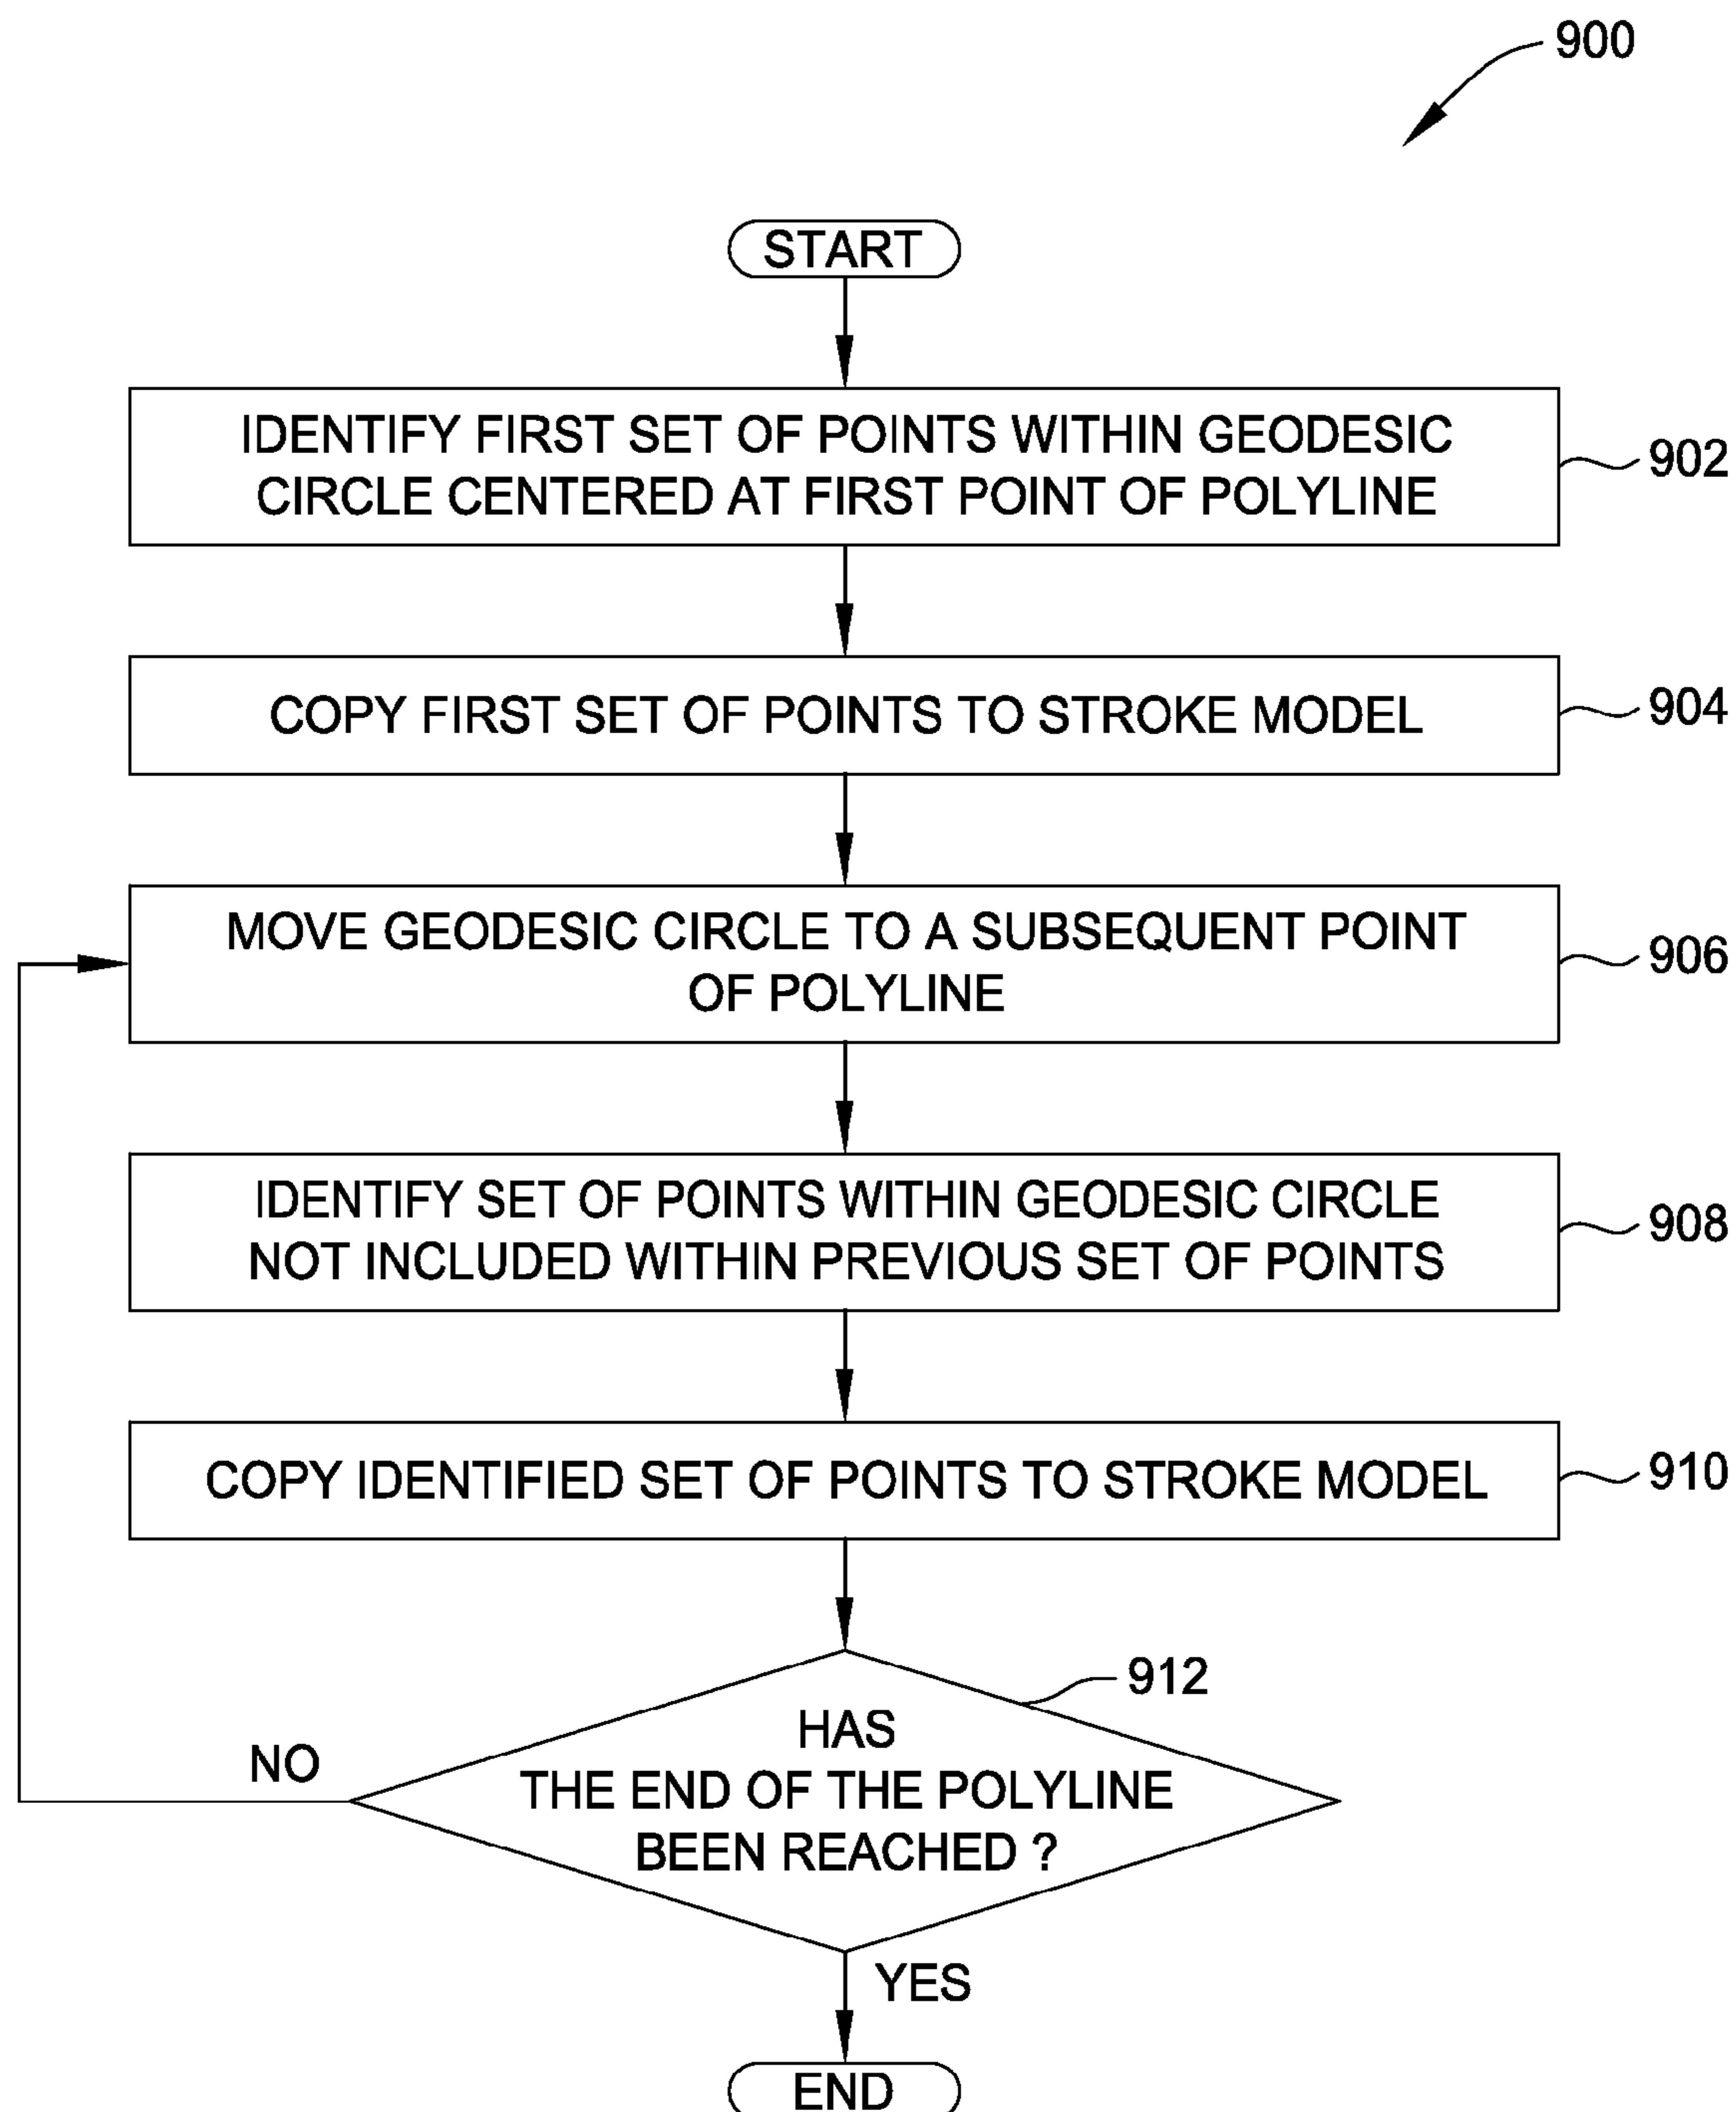 900
START
IDENTIFY FIRST SET OF POINTS WITHIN GEODESIC
CIRCLE CENTERED AT FIRST POINT OF POLYLINE
902
COPY FIRST SET OF POINTS TO STROKE MODEL
904
MOVE GEODESIC CIRCLE TO A SUBSEQUENT POINT
OF POLYLINE
906
IDENTIFY SET OF POINTS WITHIN GEODESIC CIRCLE
NOT INCLUDED WITHIN PREVIOUS SET OF POINTS
908
COPY IDENTIFIED SET OF POINTS TO STROKE MODEL
910
912
HAS
THE END OF THE POLYLINE
BEEN REACHED ?
NO
YES
END